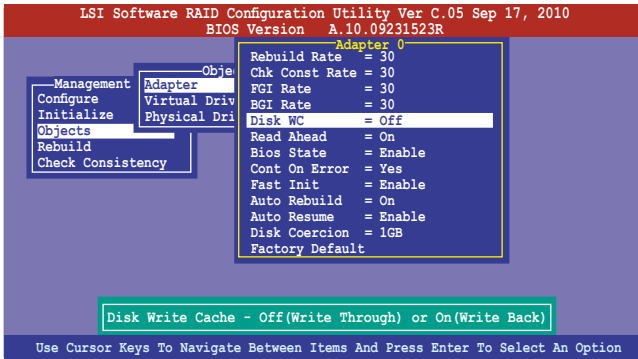 LSI Software RAID Configuration Utility Ver C.05 Sep 17, 2010
BIOS Version A.10.09231523R
Management
Configure
Initialize
Objects
Rebuild
Check Consistency
Obje
Adapter
Virtual Driv
Physical Dri
Adapter 0
Rebuild Rate = 30
Chk Const Rate = 30
FGI Rate = 30
BGI Rate = 30
Disk WC = Off
Read Ahead = On
Bios State = Enable
Cont On Error = Yes
Fast Init = Enable
Auto Rebuild = On
Auto Resume = Enable
Disk Coercion = 1GB
Factory Default
Disk Write Cache - Off(Write Through) or On(Write Back)
Use Cursor Keys To Navigate Between Items And Press Enter To Select An Option